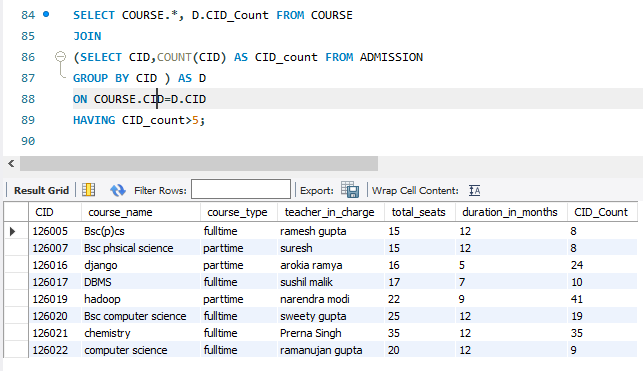 84 SELECT COURSE.*, D.CID_Count FROM COURSE
85 JOIN
86 (SELECT CID,COUNT(CID) AS CID_count FROM ADMISSION
87 GROUP BY CID ) AS D
88 ON COURSE.CID=D.CID
89 HAVING CID_count>5;
90
Result Grid Filter Rows: Export: Wrap Cell Content:
CID course_name course_type teacher_in_charge total_seats duration_in_months CID_Count
126005 Bsc(p)cs fulltime ramesh gupta 15 12 8
126007 Bsc phsical science parttime suresh 15 12 8
126016 django parttime arokia ramya 16 5 24
126017 DBMS fulltime sushil malik 17 7 10
126019 hadoop parttime narendra modi 22 9 41
126020 Bsc computer science fulltime sweety gupta 25 12 19
126021 chemistry fulltime Prerna Singh 35 12 35
126022 computer science fulltime ramanujan gupta 20 12 9